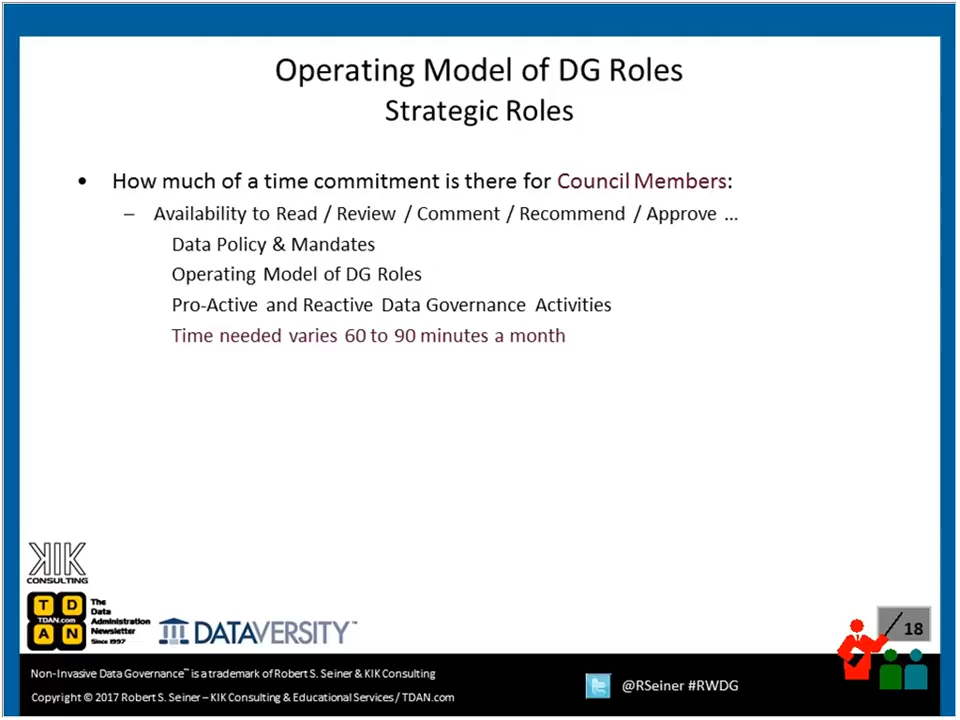 Operating Model of DG Roles
Strategic Roles
• How much of a time commitment is there for Council Members:
– Availability to Read / Review / Comment / Recommend / Approve ...
Data Policy & Mandates
Operating Model of DG Roles
Pro-Active and Reactive Data Governance Activities
Time needed varies 60 to 90 minutes a month
KIK
CONSULTING
T D
TDAN.com
A N
The
Data
Administration
Newsletter
Since 1997
DATAVERSITY™
18
Non-Invasive Data Governance™ is a trademark of Robert S. Seiner & KIK Consulting
Copyright © 2017 Robert S. Seiner – KIK Consulting & Educational Services / TDAN.com
@RSeiner #RWDG